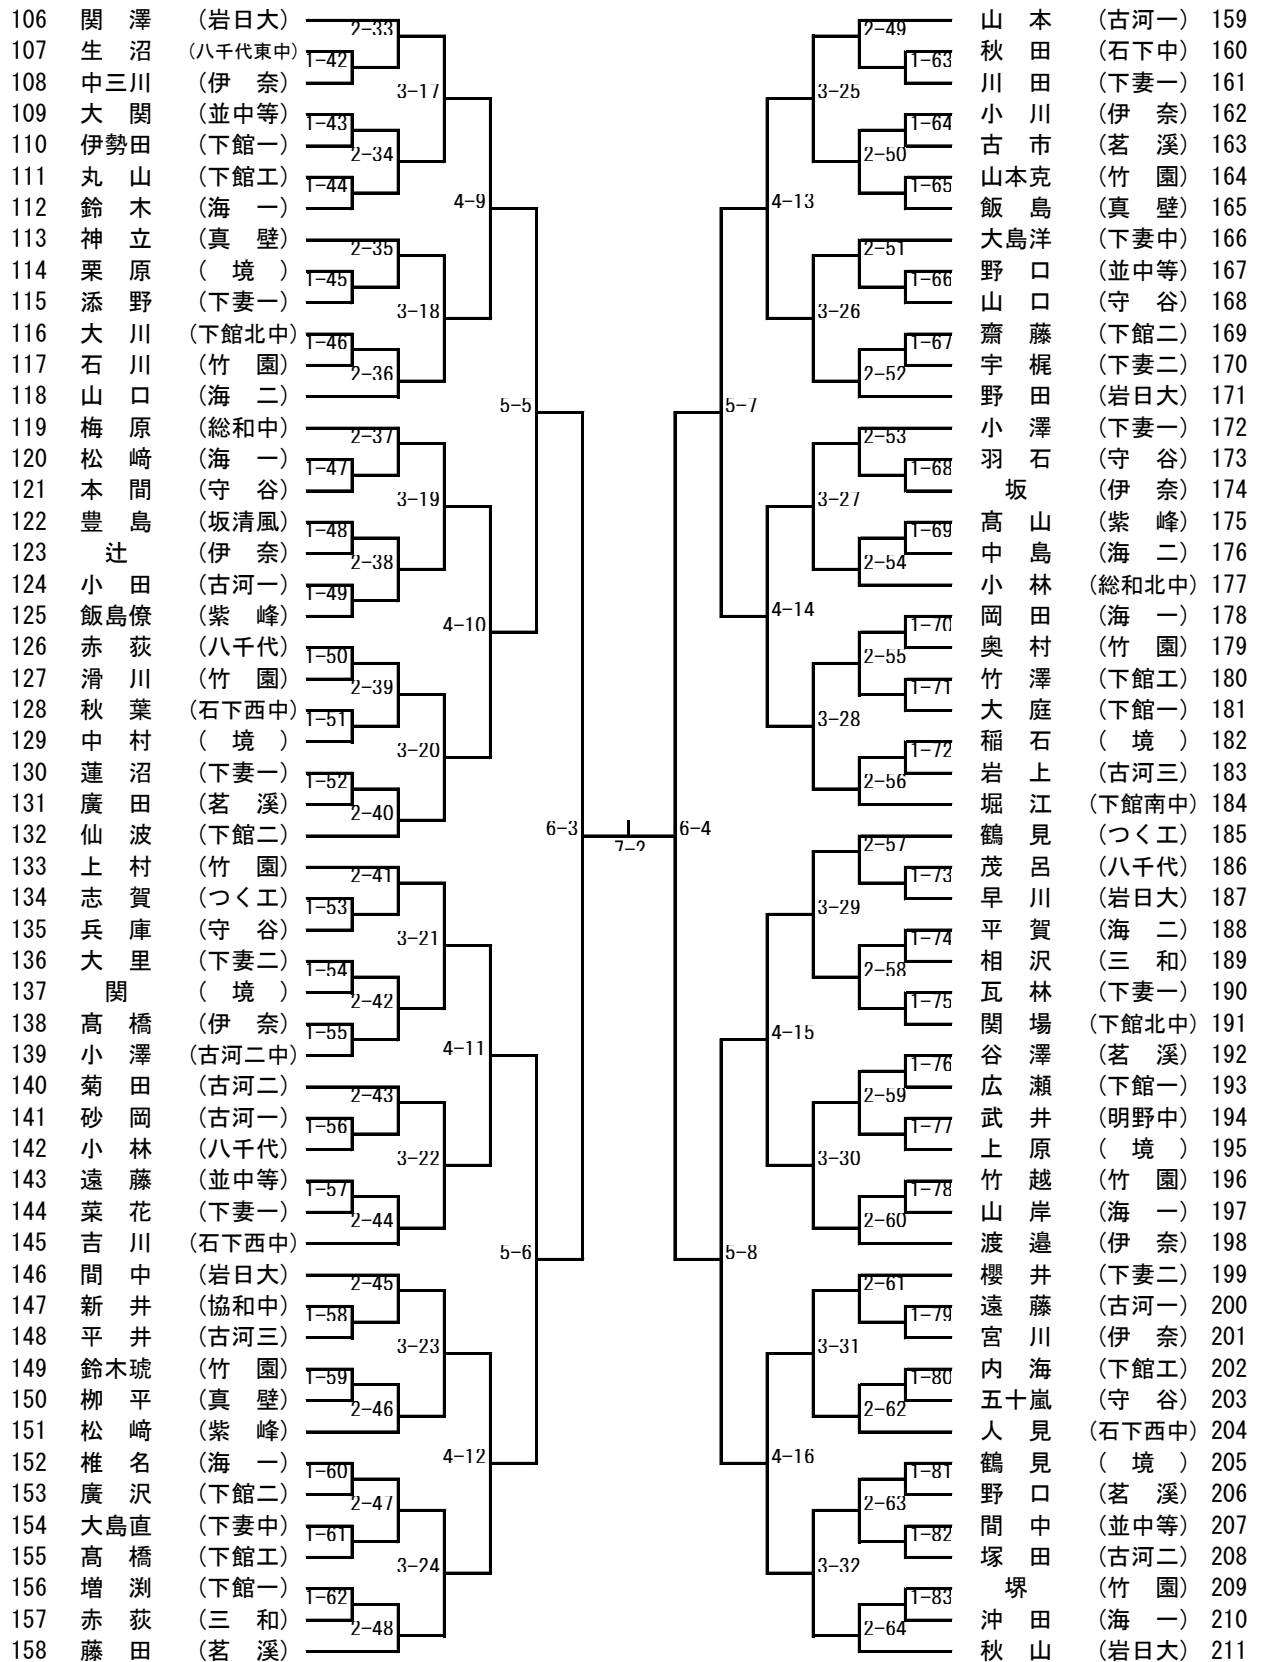 106 関 澤 (岩日大)
107 生 沼 (八千代東中)
108 中三川 (伊 奈)
109 大 関 (並中等)
110 伊勢田 (下館一)
111 丸 山 (下館工)
112 鈴 木 (海 一)
113 神 立 (真 壁)
114 栗 原 ( 境 )
115 添 野 (下妻一)
116 大 川 (下館北中)
117 石 川 (竹 園)
118 山 口 (海 二)
119 梅 原 (総和中)
120 松 﨑 (海 一)
121 本 間 (守 谷)
122 豊 島 (坂清風)
123 辻 (伊 奈)
124 小 田 (古河一)
125 飯島僚 (紫 峰)
126 赤 荻 (八千代)
127 滑 川 (竹 園)
128 秋 葉 (石下西中)
129 中 村 ( 境 )
130 蓮 沼 (下妻一)
131 廣 田 (茗 溪)
132 仙 波 (下館二)
133 上 村 (竹 園)
134 志 賀 (つく工)
135 兵 庫 (守 谷)
136 大 里 (下妻二)
137 関 ( 境 )
138 髙 橋 (伊 奈)
139 小 澤 (古河二中)
140 菊 田 (古河二)
141 砂 岡 (古河一)
142 小 林 (八千代)
143 遠 藤 (並中等)
144 菜 花 (下妻一)
145 吉 川 (石下西中)
146 間 中 (岩日大)
147 新 井 (協和中)
148 平 井 (古河三)
149 鈴木琥 (竹 園)
150 栁 平 (真 壁)
151 松 﨑 (紫 峰)
152 椎 名 (海 一)
153 廣 沢 (下館二)
154 大島直 (下妻中)
155 髙 橋 (下館工)
156 増 渕 (下館一)
157 赤 荻 (三 和)
158 藤 田 (茗 溪)
1-42
1-43
1-44
1-45
1-46
1-47
1-48
1-49
1-50
1-51
1-52
1-53
1-54
1-55
1-56
1-57
1-58
1-59
1-60
1-61
1-62
2-33
2-34
2-35
2-36
2-37
2-38
2-39
2-40
2-41
2-42
2-43
2-44
2-45
2-46
2-47
2-48
3-17
3-18
3-19
3-20
3-21
3-22
3-23
3-24
4-9
4-10
4-11
4-12
5-5
5-6
6-3
7-2
6-4
5-7
5-8
4-13
4-14
4-15
4-16
3-25
3-26
3-27
3-28
3-29
3-30
3-31
3-32
2-49
2-50
2-51
2-52
2-53
2-54
2-55
2-56
2-57
2-58
2-59
2-60
2-61
2-62
2-63
2-64
1-63
1-64
1-65
1-66
1-67
1-68
1-69
1-70
1-71
1-72
1-73
1-74
1-75
1-76
1-77
1-78
1-79
1-80
1-81
1-82
1-83
山 本 (古河一) 159
秋 田 (石下中) 160
川 田 (下妻一) 161
小 川 (伊 奈) 162
古 市 (茗 溪) 163
山本克 (竹 園) 164
飯 島 (真 壁) 165
大島洋 (下妻中) 166
野 口 (並中等) 167
山 口 (守 谷) 168
齋 藤 (下館二) 169
宇 梶 (下妻二) 170
野 田 (岩日大) 171
小 澤 (下妻一) 172
羽 石 (守 谷) 173
坂 (伊 奈) 174
髙 山 (紫 峰) 175
中 島 (海 二) 176
小 林 (総和北中) 177
岡 田 (海 一) 178
奥 村 (竹 園) 179
竹 澤 (下館工) 180
大 庭 (下館一) 181
稲 石 ( 境 ) 182
岩 上 (古河三) 183
堀 江 (下館南中) 184
鶴 見 (つく工) 185
茂 呂 (八千代) 186
早 川 (岩日大) 187
平 賀 (海 二) 188
相 沢 (三 和) 189
瓦 林 (下妻一) 190
関 場 (下館北中) 191
谷 澤 (茗 溪) 192
広 瀬 (下館一) 193
武 井 (明野中) 194
上 原 ( 境 ) 195
竹 越 (竹 園) 196
山 岸 (海 一) 197
渡 邉 (伊 奈) 198
櫻 井 (下妻二) 199
遠 藤 (古河一) 200
宮 川 (伊 奈) 201
内 海 (下館工) 202
五十嵐 (守 谷) 203
人 見 (石下西中) 204
鶴 見 ( 境 ) 205
野 口 (茗 溪) 206
間 中 (並中等) 207
塚 田 (古河二) 208
堺 (竹 園) 209
沖 田 (海 一) 210
秋 山 (岩日大) 211